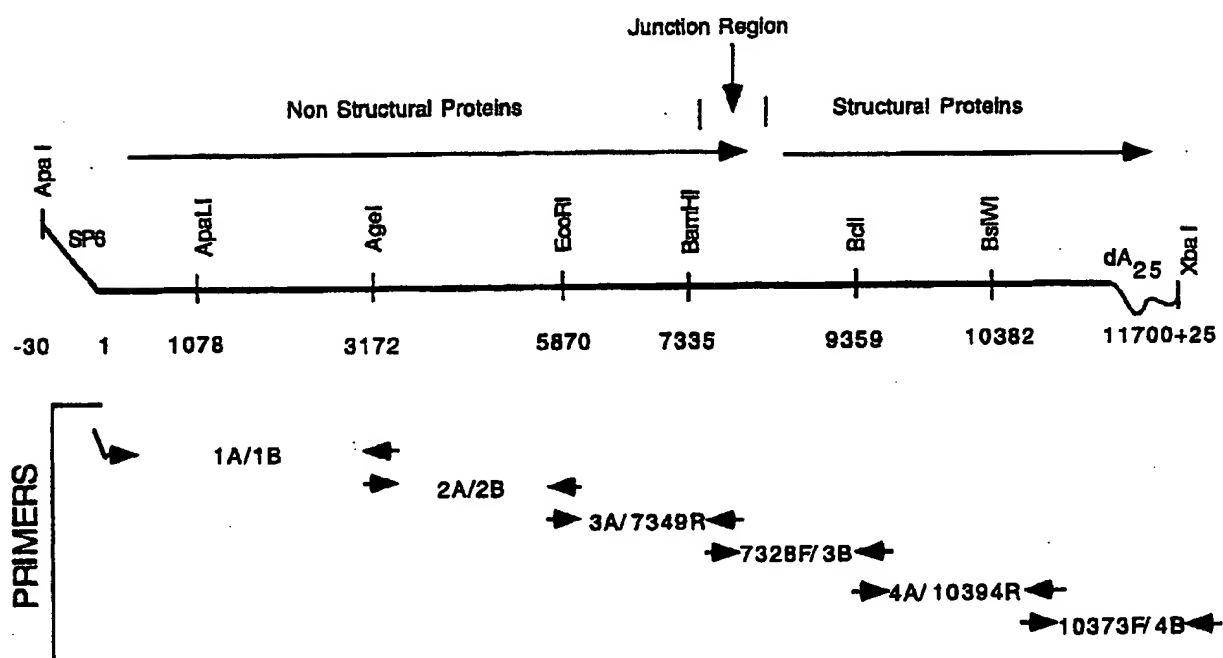 Junction Region
Non Structural Proteins
Structural Proteins
Apa I
SP6
ApaLI
AgeI
EcoRI
BamHI
BclI
BsiWI
dA25
Xba I
-30 1 1078 3172 5870 7335 9359 10382 11700+25
PRIMERS
1A/1B
2A/2B
3A/7349R
7328F/3B
4A/10394R
10373F/4B